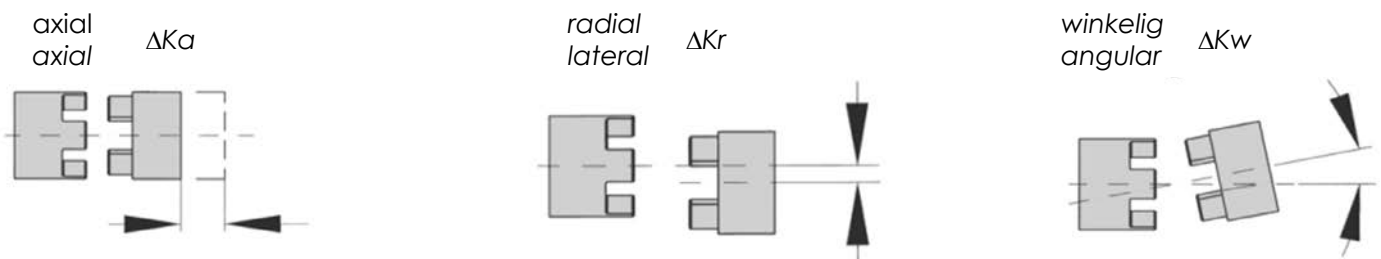 axial
axial
ΔKa
radial
lateral
ΔKr
winkelig
angular
ΔKw